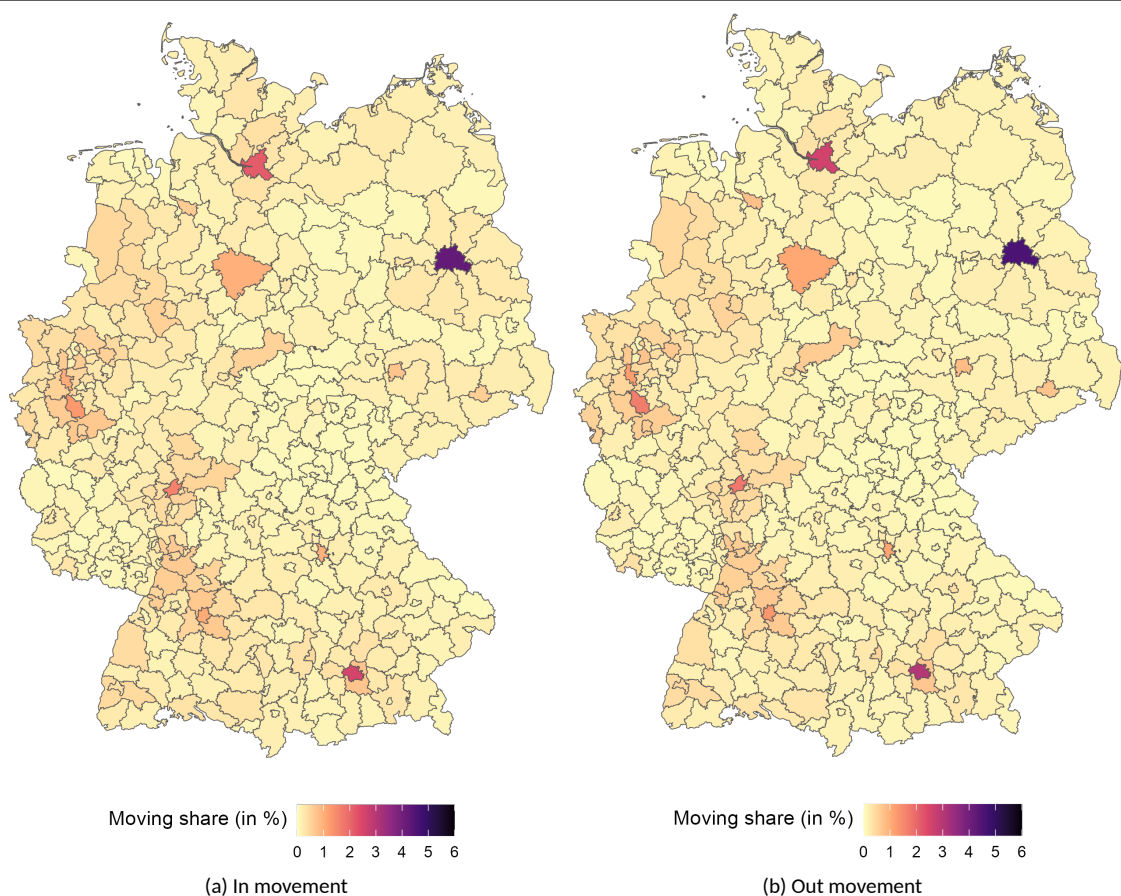 Moving share (in %)
0 1 2 3 4 5 6
(a) In movement
Moving share (in %)
0 1 2 3 4 5 6
(b) Out movement